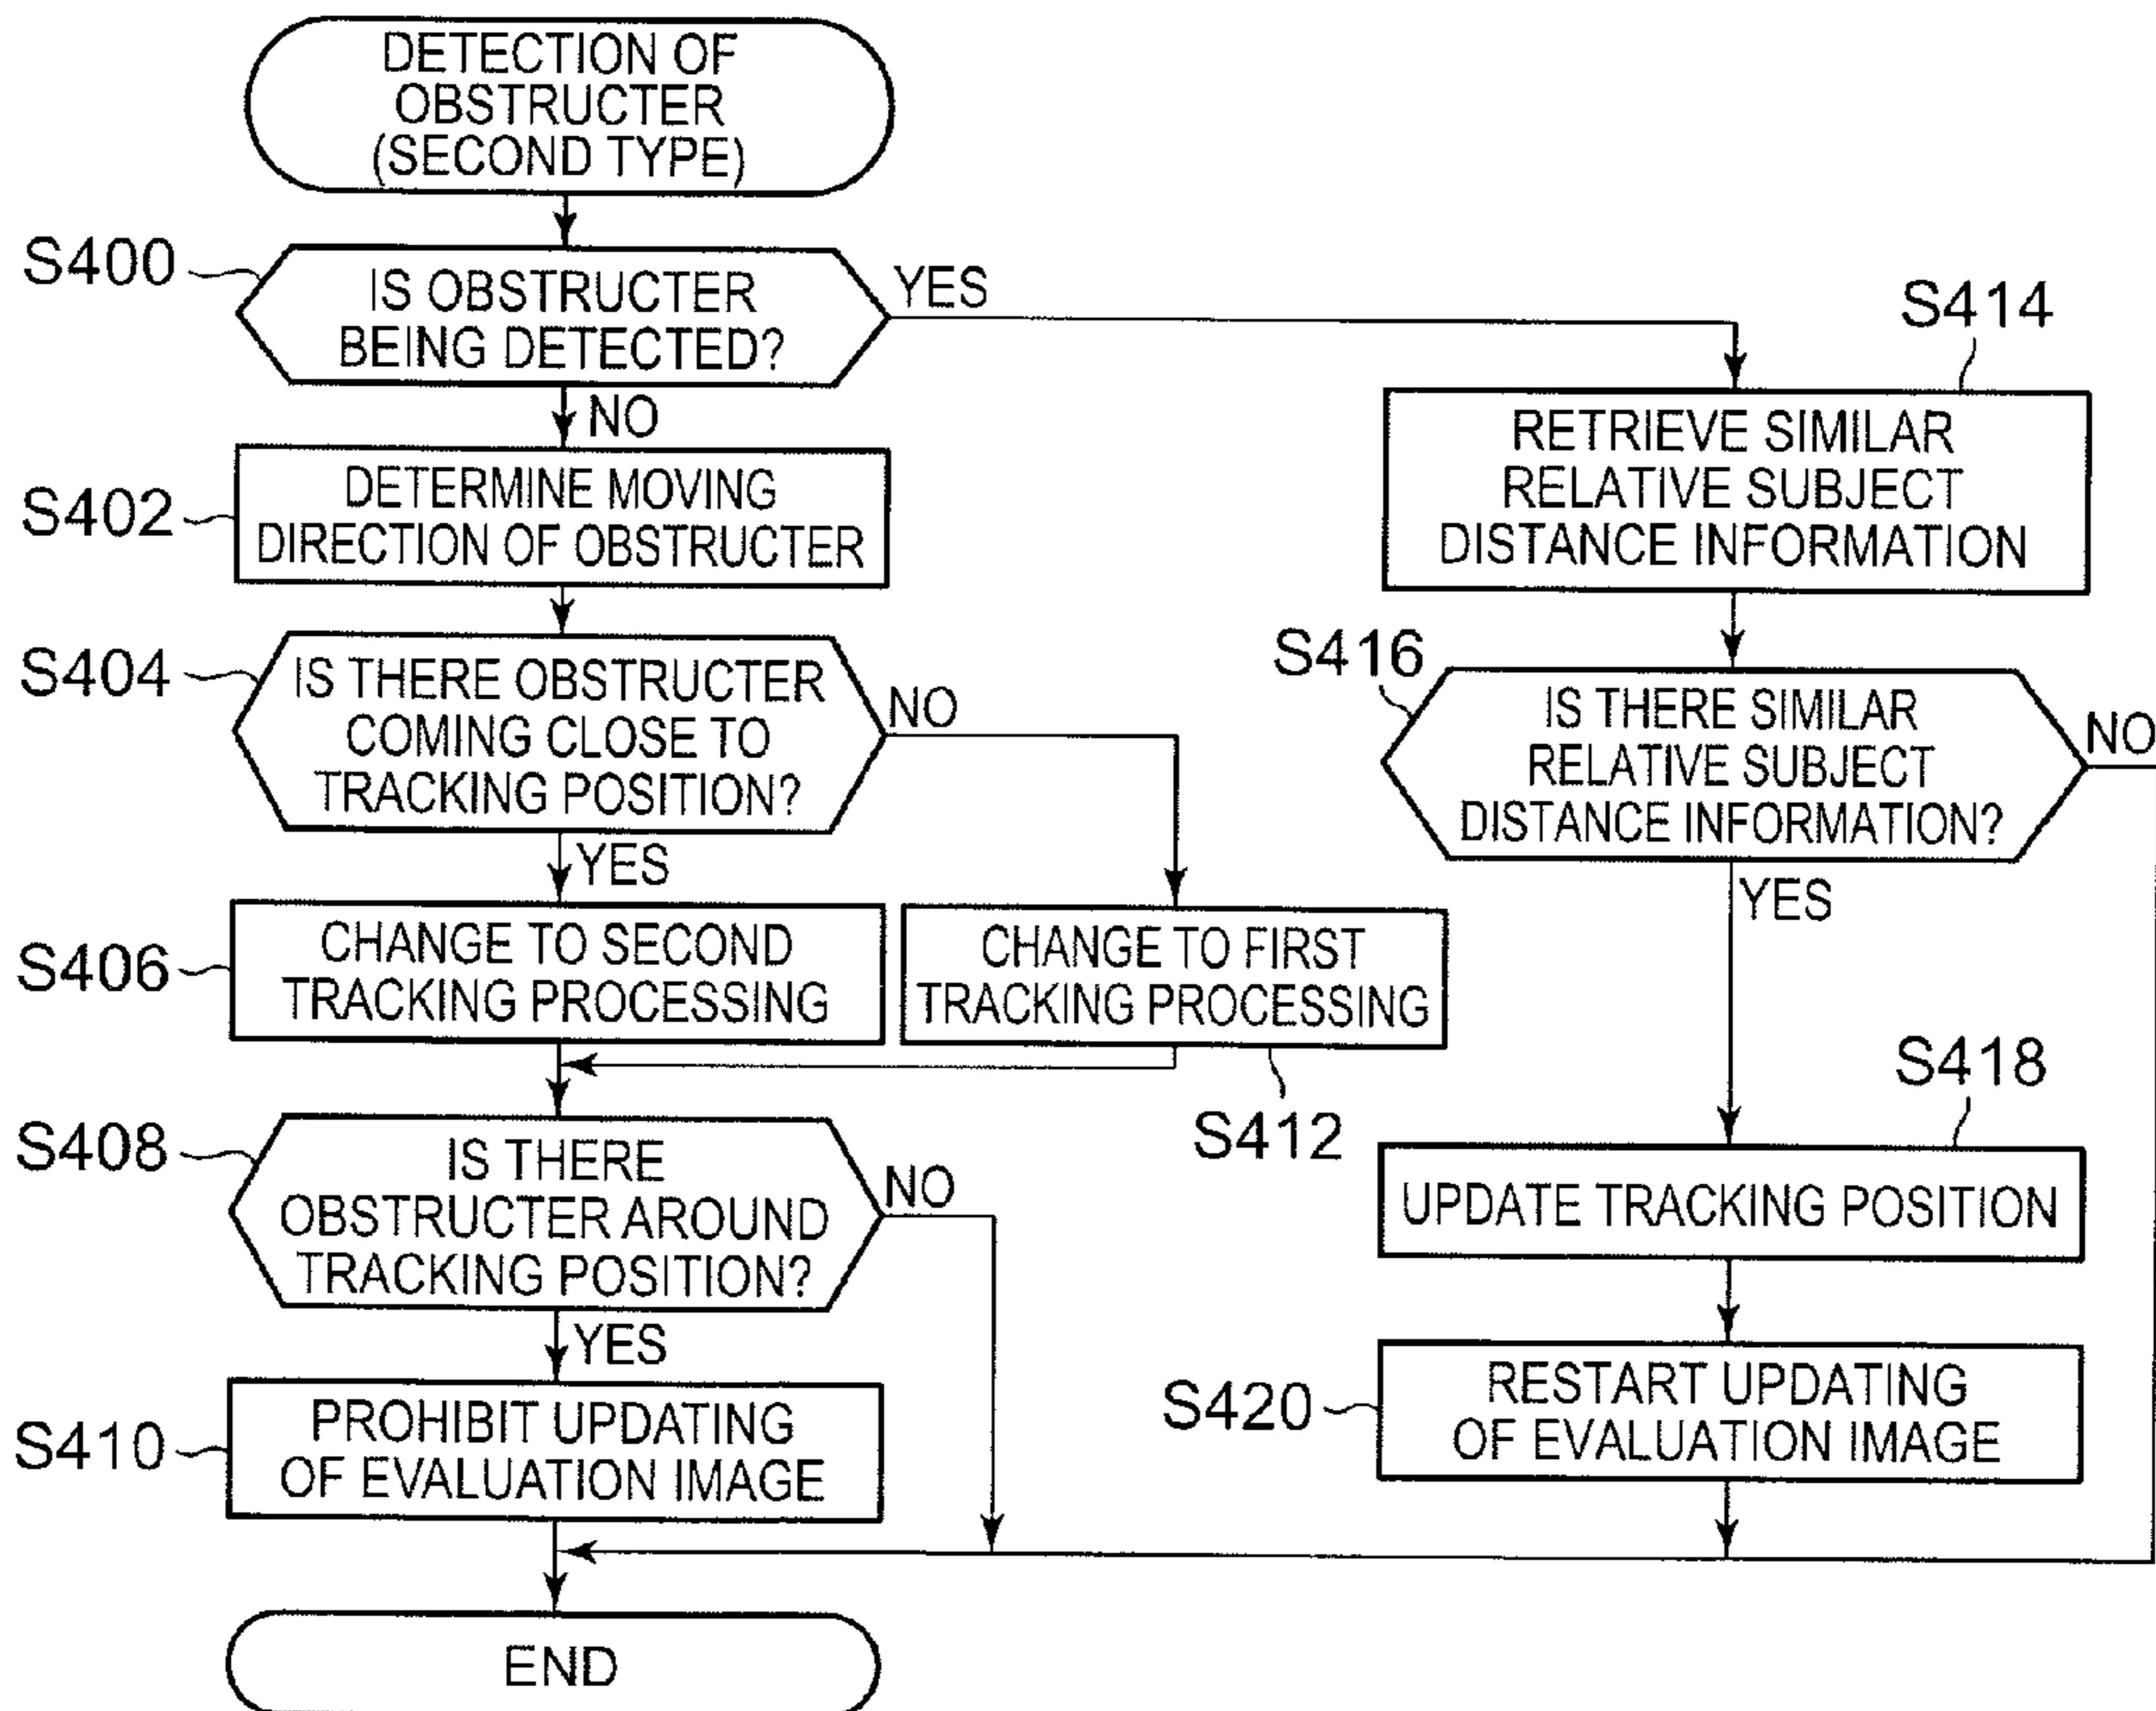 DETECTION OF
OBSTRUCTER
(SECOND TYPE)
S400
IS OBSTRUCTER
BEING DETECTED?
YES
NO
S402
DETERMINE MOVING
DIRECTION OF OBSTRUCTER
S404
IS THERE OBSTRUCTER
COMING CLOSE TO
TRACKING POSITION?
NO
YES
S406
CHANGE TO SECOND
TRACKING PROCESSING
CHANGE TO FIRST
TRACKING PROCESSING
S412
S408
IS THERE
OBSTRUCTER AROUND
TRACKING POSITION?
NO
YES
S410
PROHIBIT UPDATING
OF EVALUATION IMAGE
S414
RETRIEVE SIMILAR
RELATIVE SUBJECT
DISTANCE INFORMATION
S416
IS THERE SIMILAR
RELATIVE SUBJECT
DISTANCE INFORMATION?
NO
YES
S418
UPDATE TRACKING POSITION
S420
RESTART UPDATING
OF EVALUATION IMAGE
END